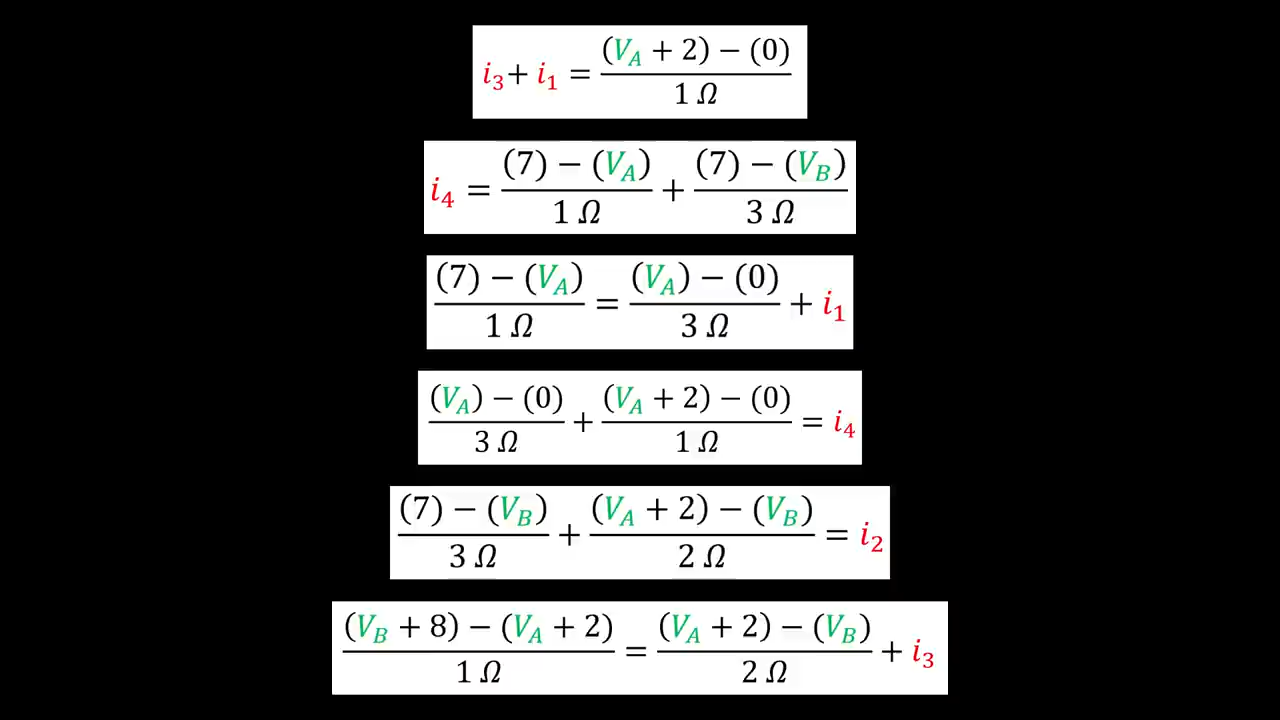 i₃+ i₁ = ((V_A + 2) − (0))/(1 Ω)
i₄ = ((7) − (V_A))/(1 Ω) + ((7) − (V_B))/(3 Ω)
((7) − (V_A))/(1 Ω) = ((V_A) − (0))/(3 Ω) + i₁
((V_A) − (0))/(3 Ω) + ((V_A + 2) − (0))/(1 Ω) = i₄
((7) − (V_B))/(3 Ω) + ((V_A + 2) − (V_B))/(2 Ω) = i₂
((V_B + 8) − (V_A + 2))/(1 Ω) = ((V_A + 2) − (V_B))/(2 Ω) + i₃